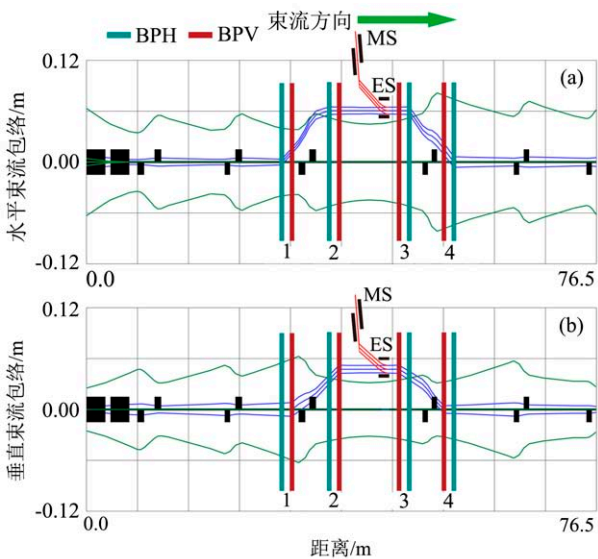 束流方向
BPH BPV MS
0.12
(a)
ES
水平束流包络/m
0.00
1 2 3 4
-0.12
0.0 76.5
0.12
MS
(b)
ES
垂直束流包络/m
0.00
1 2 3 4
-0.12
0.0 76.5
距离/m